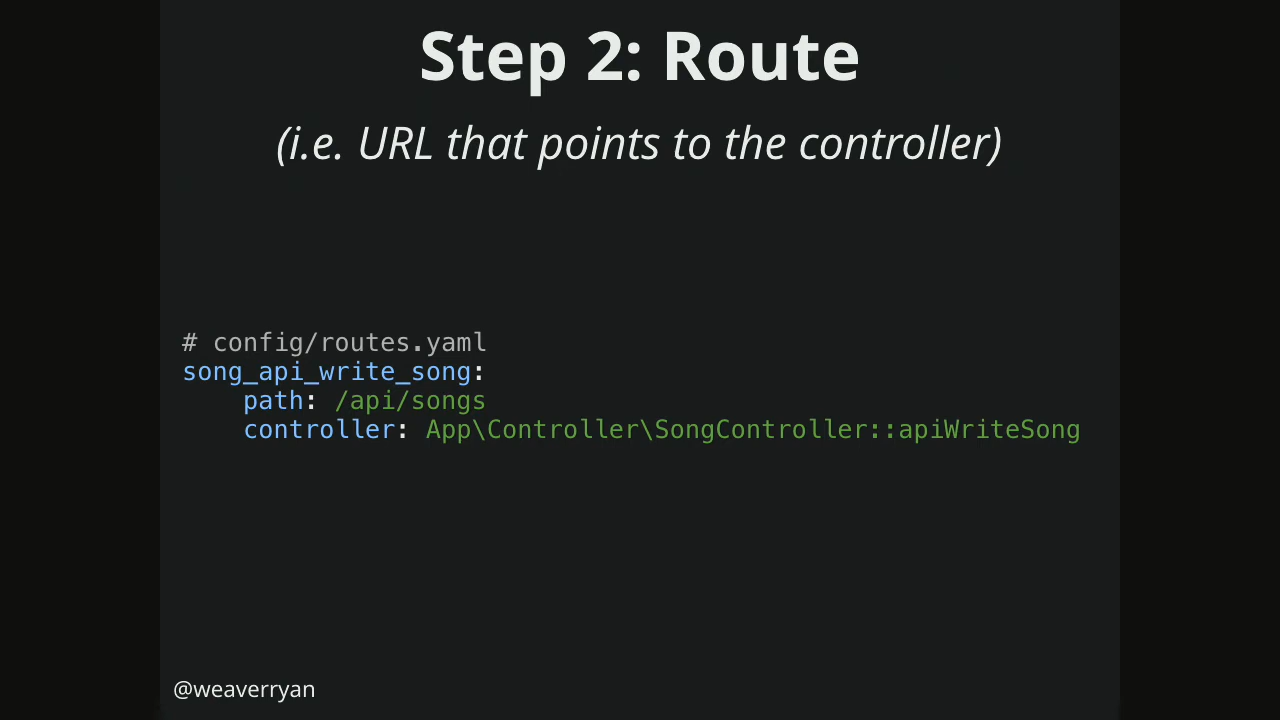 Step 2: Route
(i.e. URL that points to the controller)
# config/routes.yaml
song_api_write_song:
    path: /api/songs
    controller: App\Controller\SongController::apiWriteSong
@weaverryan